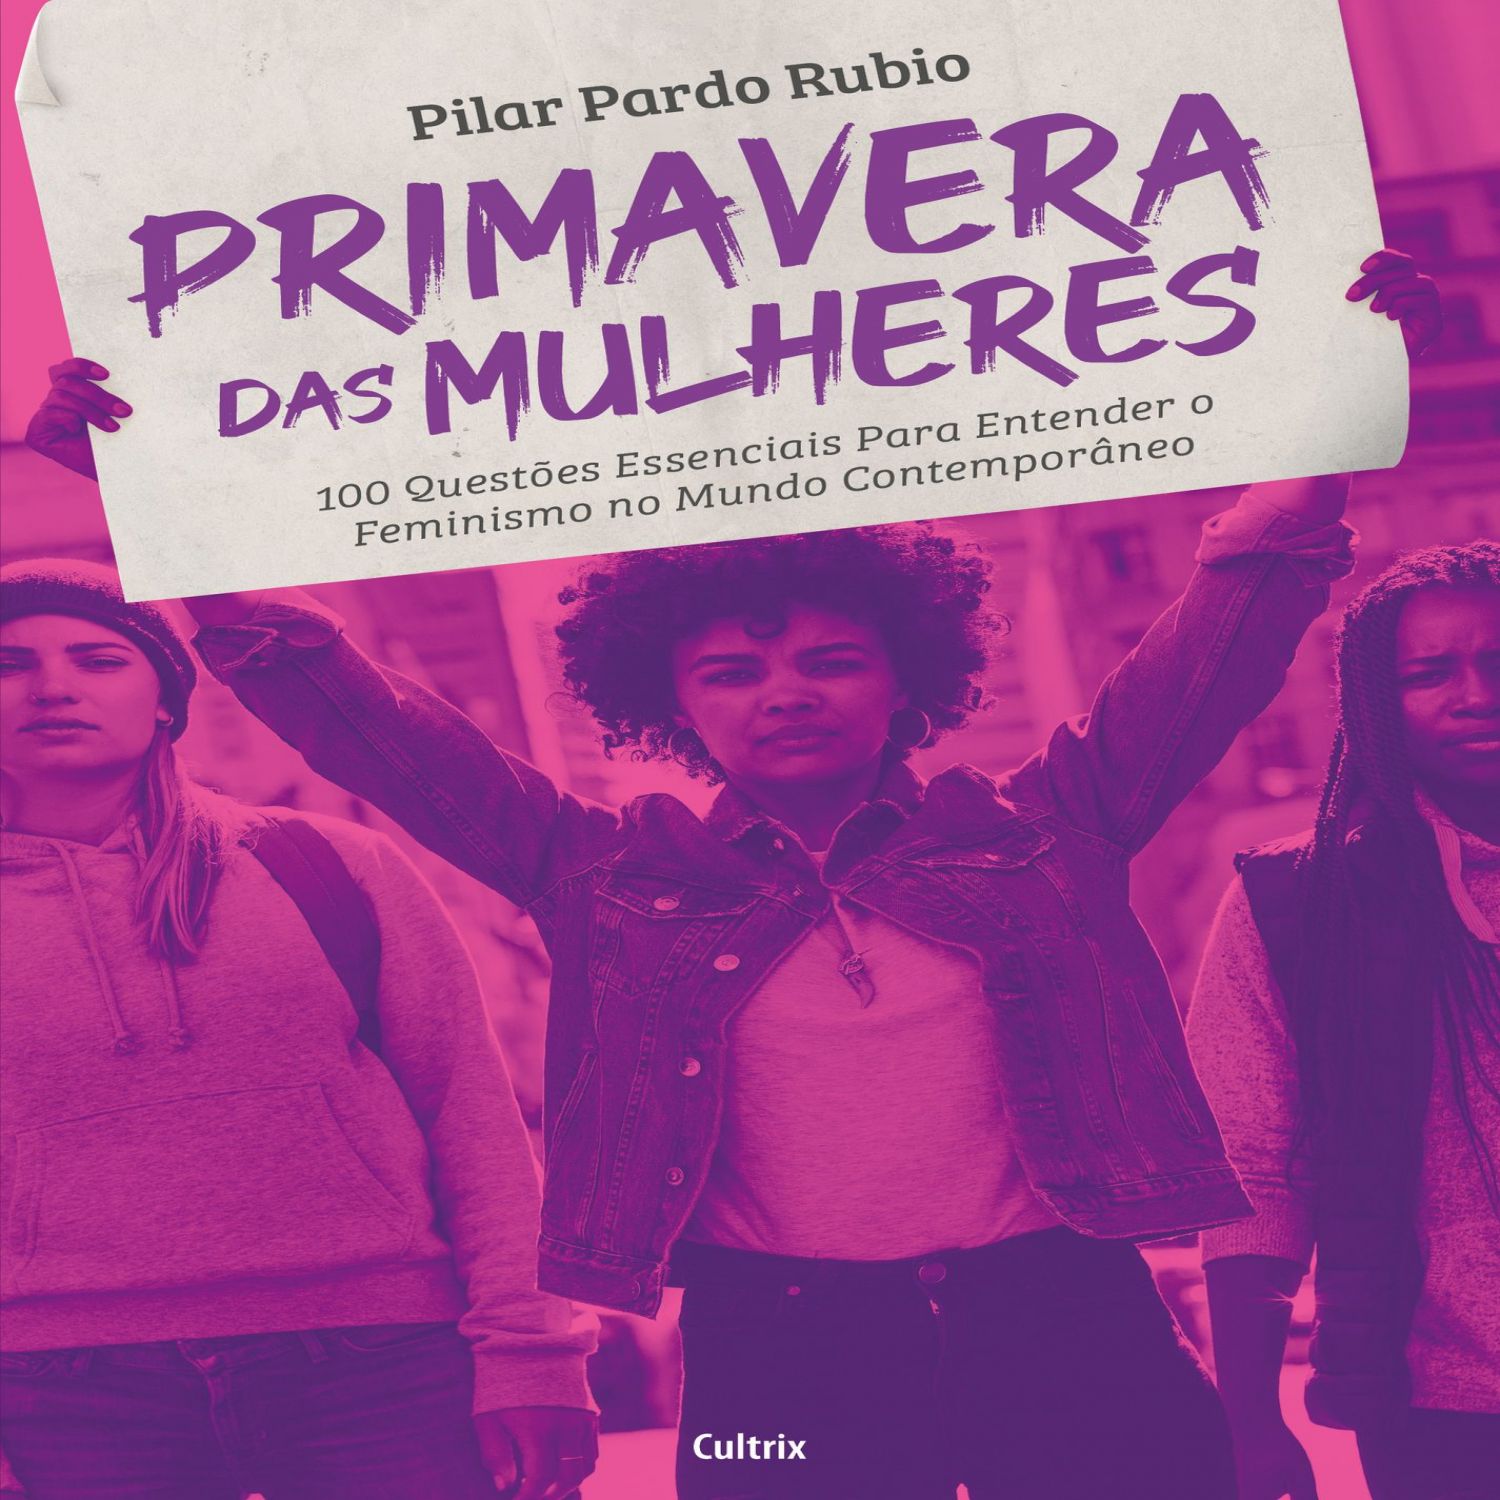 Pilar Pardo Rubio
PRIMAVERA
DAS MULHERES
100 Questões Essenciais Para Entender o
Feminismo no Mundo Contemporâneo
Cultrix